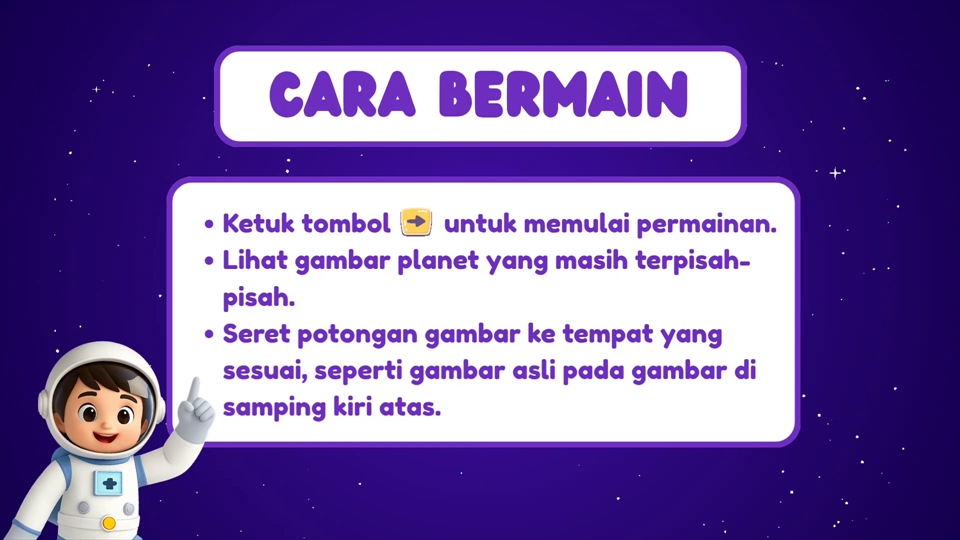 CARA BERMAIN
• Ketuk tombol untuk memulai permainan.
• Lihat gambar planet yang masih terpisah-
pisah.
• Seret potongan gambar ke tempat yang
sesuai, seperti gambar asli pada gambar di
samping kiri atas.